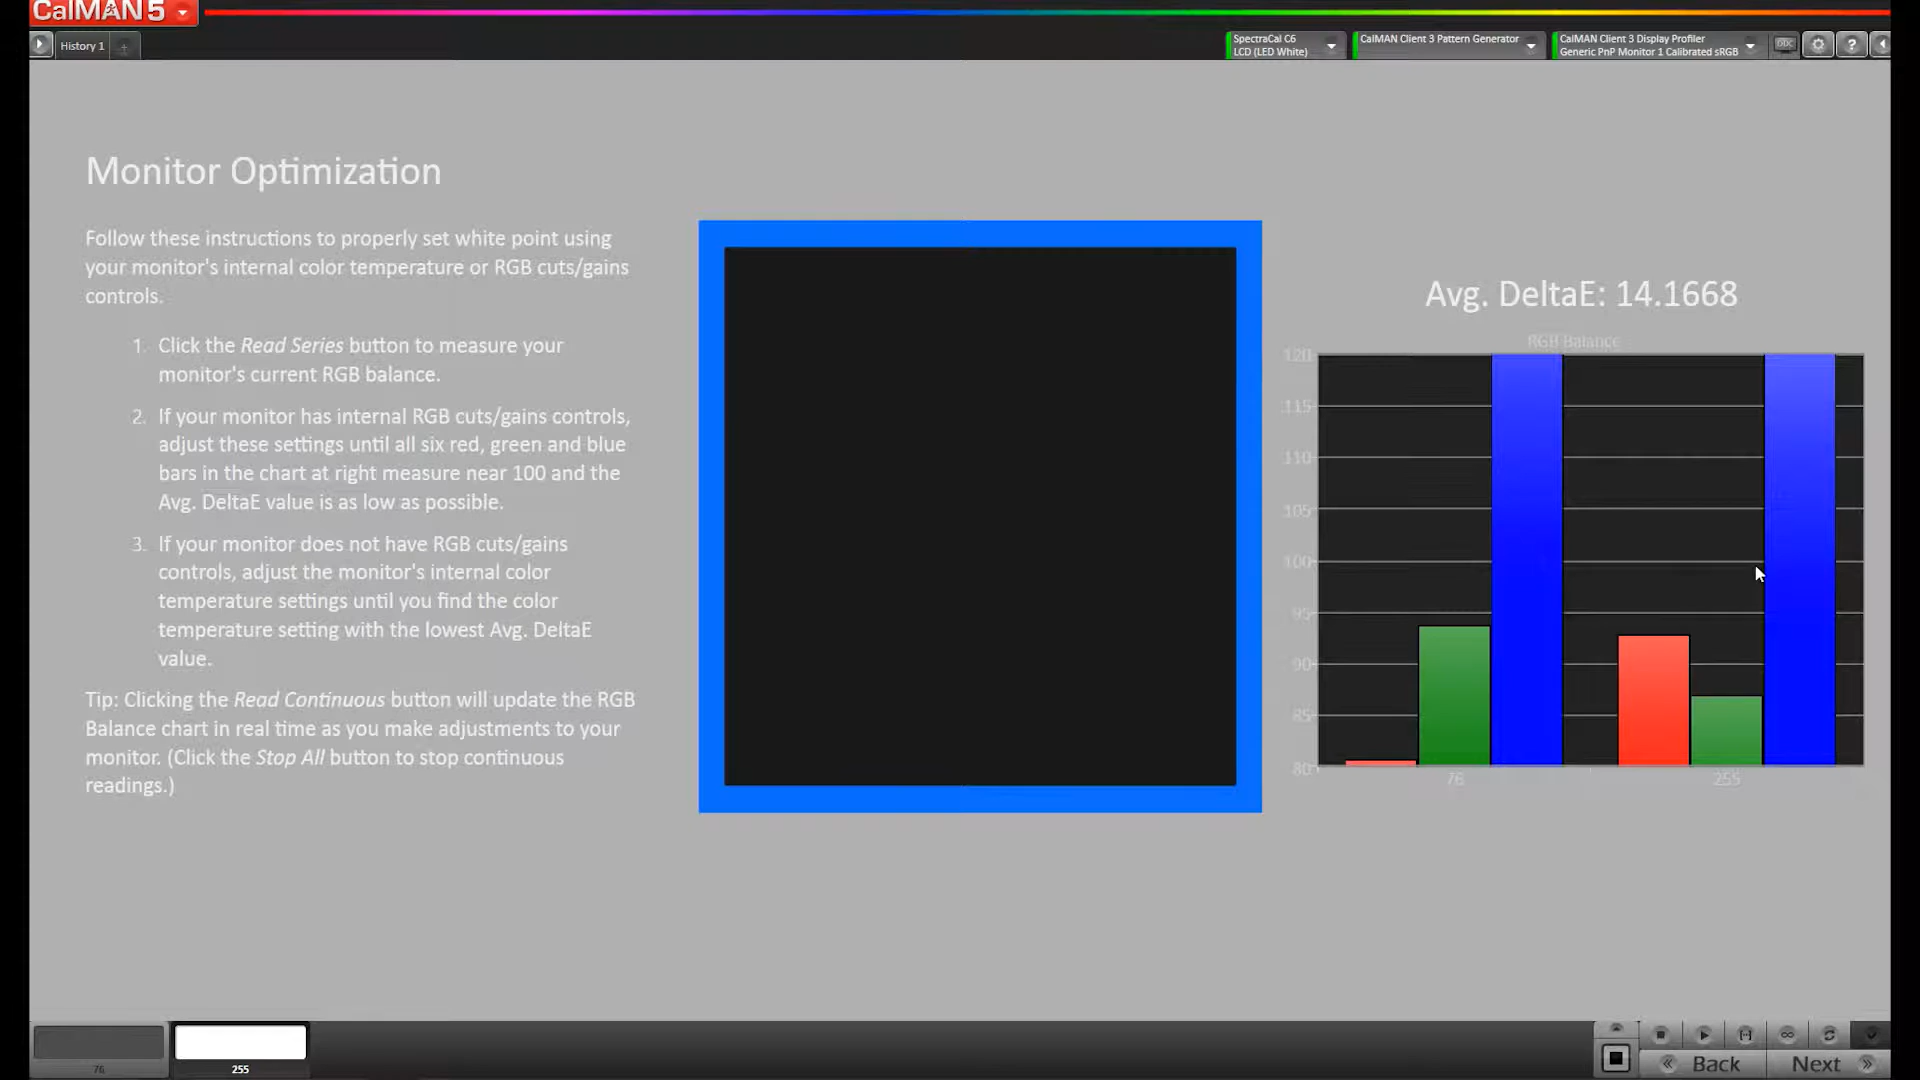 CalMAN 5
History 1
+
SpectraCal C6
LCD (LED White)
CalMAN Client 3 Pattern Generator
CalMAN Client 3 Display Profiler
Generic PnP Monitor 1 Calibrated sRGB
DDC
?
Monitor Optimization
Follow these instructions to properly set white point using
your monitor's internal color temperature or RGB cuts/gains
controls.
1. Click the Read Series button to measure your
monitor's current RGB balance.
2. If your monitor has internal RGB cuts/gains controls,
adjust these settings until all six red, green and blue
bars in the chart at right measure near 100 and the
Avg. DeltaE value is as low as possible.
3. If your monitor does not have RGB cuts/gains
controls, adjust the monitor's internal color
temperature settings until you find the color
temperature setting with the lowest Avg. DeltaE
value.
Tip: Clicking the Read Continuous button will update the RGB
Balance chart in real time as you make adjustments to your
monitor. (Click the Stop All button to stop continuous
readings.)
Avg. DeltaE: 14.1668
RGB Balance
120
115
110
105
100
95
90
85
80
76 255
76 255
Back Next